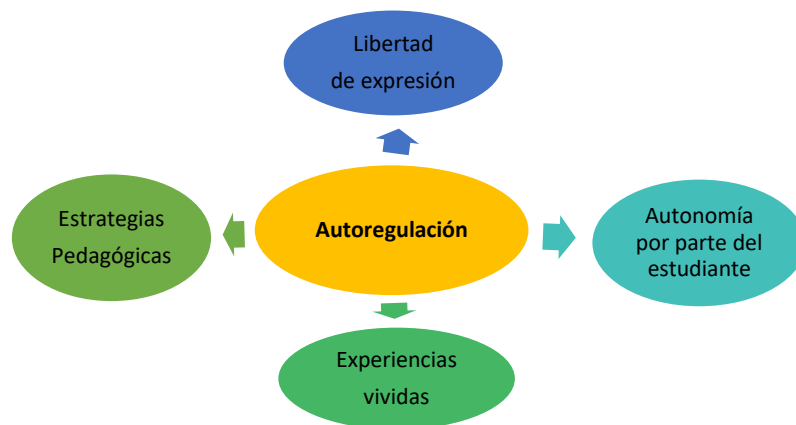 Libertad
de expresión
Estrategias
Pedagógicas
Autoregulación
Autonomía
por parte del
estudiante
Experiencias
vividas